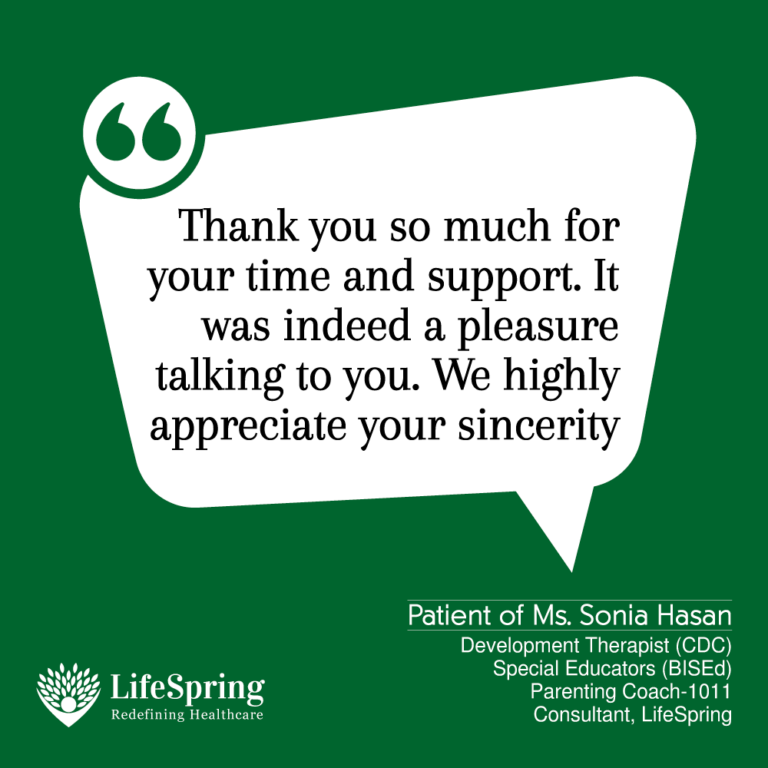 Thank you so much for
your time and support. It
was indeed a pleasure
talking to you. We highly
appreciate your sincerity
Patient of Ms. Sonia Hasan
Development Therapist (CDC)
Special Educators (BISEd)
Parenting Coach-1011
Consultant, LifeSpring
LifeSpring
Redefining Healthcare